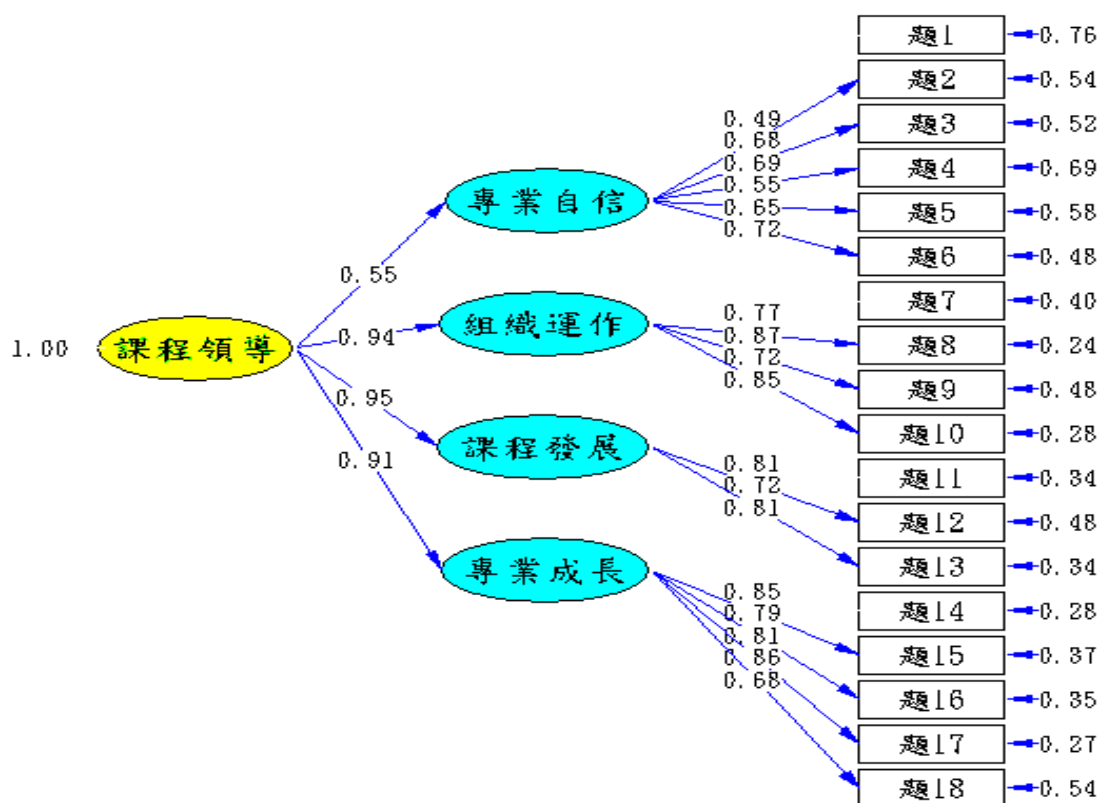 題1 0.76
題2 0.54
0.49
題3 0.52
0.68
0.69
題4 0.69
0.55
專業自信
0.65
題5 0.58
0.72
題6 0.48
0.55
題7 0.40
0.77
組織運作
0.87
題8 0.24
1.00 課程領導
0.94
0.72
題9 0.48
0.85
0.95
題10 0.28
課程發展
0.81
題11 0.34
0.91
0.72
0.81
題12 0.48
題13 0.34
專業成長
0.85
題14 0.28
0.79
0.81
題15 0.37
0.86
0.68
題16 0.35
題17 0.27
題18 0.54